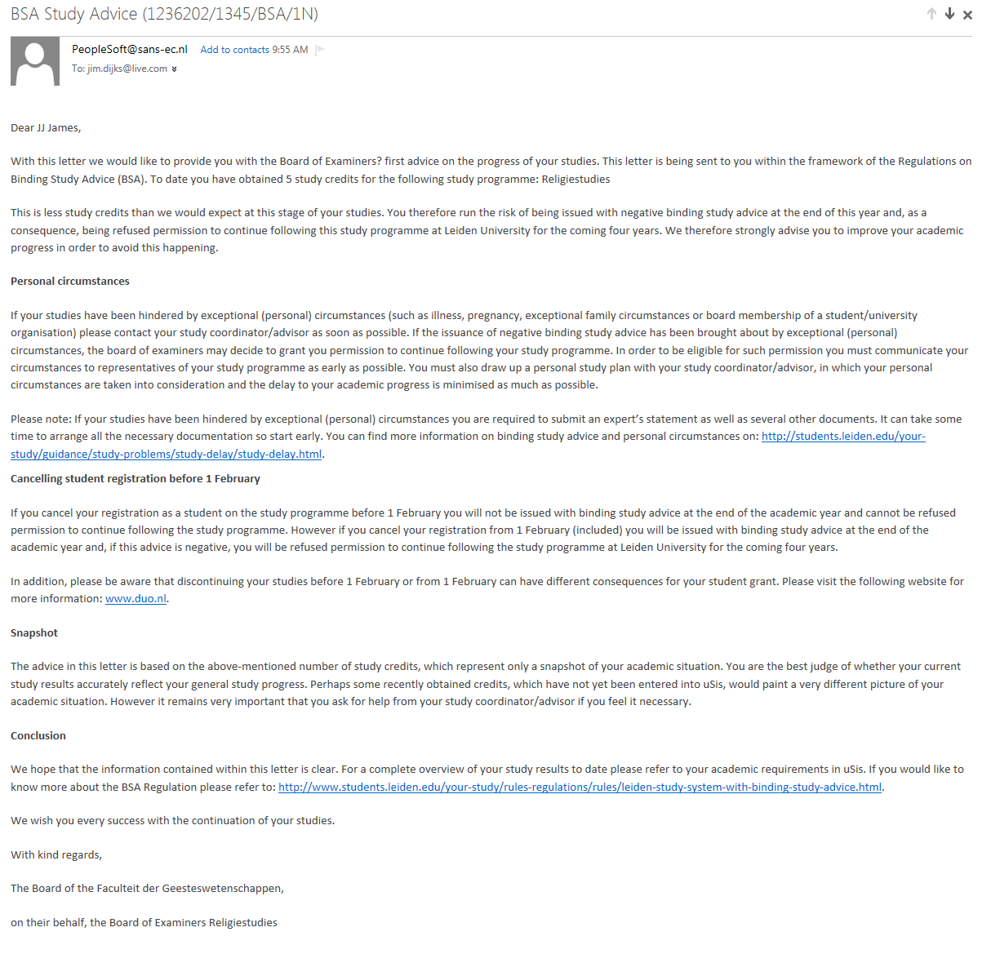 BSA Study Advice (1236202/1345/BSA/1N)
PeopleSoft@sans-ec.nl Add to contacts 9:55 AM
To: jim.dijks@live.com
Dear JJ James,
With this letter we would like to provide you with the Board of Examiners? first advice on the progress of your studies. This letter is being sent to you within the framework of the Regulations on
Binding Study Advice (BSA). To date you have obtained 5 study credits for the following study programme: Religiestudies
This is less study credits than we would expect at this stage of your studies. You therefore run the risk of being issued with negative binding study advice at the end of this year and, as a
consequence, being refused permission to continue following this study programme at Leiden University for the coming four years. We therefore strongly advise you to improve your academic
progress in order to avoid this happening.
Personal circumstances
If your studies have been hindered by exceptional (personal) circumstances (such as illness, pregnancy, exceptional family circumstances or board membership of a student/university
organisation) please contact your study coordinator/advisor as soon as possible. If the issuance of negative binding study advice has been brought about by exceptional (personal)
circumstances, the board of examiners may decide to grant you permission to continue following your study programme. In order to be eligible for such permission you must communicate your
circumstances to representatives of your study programme as early as possible. You must also draw up a personal study plan with your study coordinator/advisor, in which your personal
circumstances are taken into consideration and the delay to your academic progress is minimised as much as possible.
Please note: If your studies have been hindered by exceptional (personal) circumstances you are required to submit an expert's statement as well as several other documents. It can take some
time to arrange all the necessary documentation so start early. You can find more information on binding study advice and personal circumstances on: http://students.leiden.edu/your-
study/guidance/study-problems/study-delay/study-delay.html.
Cancelling student registration before 1 February
If you cancel your registration as a student on the study programme before 1 February you will not be issued with binding study advice at the end of the academic year and cannot be refused
permission to continue following the study programme. However if you cancel your registration from 1 February (included) you will be issued with binding study advice at the end of the
academic year and, if this advice is negative, you will be refused permission to continue following the study programme at Leiden University for the coming four years.
In addition, please be aware that discontinuing your studies before 1 February or from 1 February can have different consequences for your student grant. Please visit the following website for
more information: www.duo.nl.
Snapshot
The advice in this letter is based on the above-mentioned number of study credits, which represent only a snapshot of your academic situation. You are the best judge of whether your current
study results accurately reflect your general study progress. Perhaps some recently obtained credits, which have not yet been entered into uSis, would paint a very different picture of your
academic situation. However it remains very important that you ask for help from your study coordinator/advisor if you feel it necessary.
Conclusion
We hope that the information contained within this letter is clear. For a complete overview of your study results to date please refer to your academic requirements in uSis. If you would like to
know more about the BSA Regulation please refer to: http://www.students.leiden.edu/your-study/rules-regulations/rules/leiden-study-system-with-binding-study-advice.html.
We wish you every success with the continuation of your studies.
With kind regards,
The Board of the Faculteit der Geesteswetenschappen,
on their behalf, the Board of Examiners Religiestudies